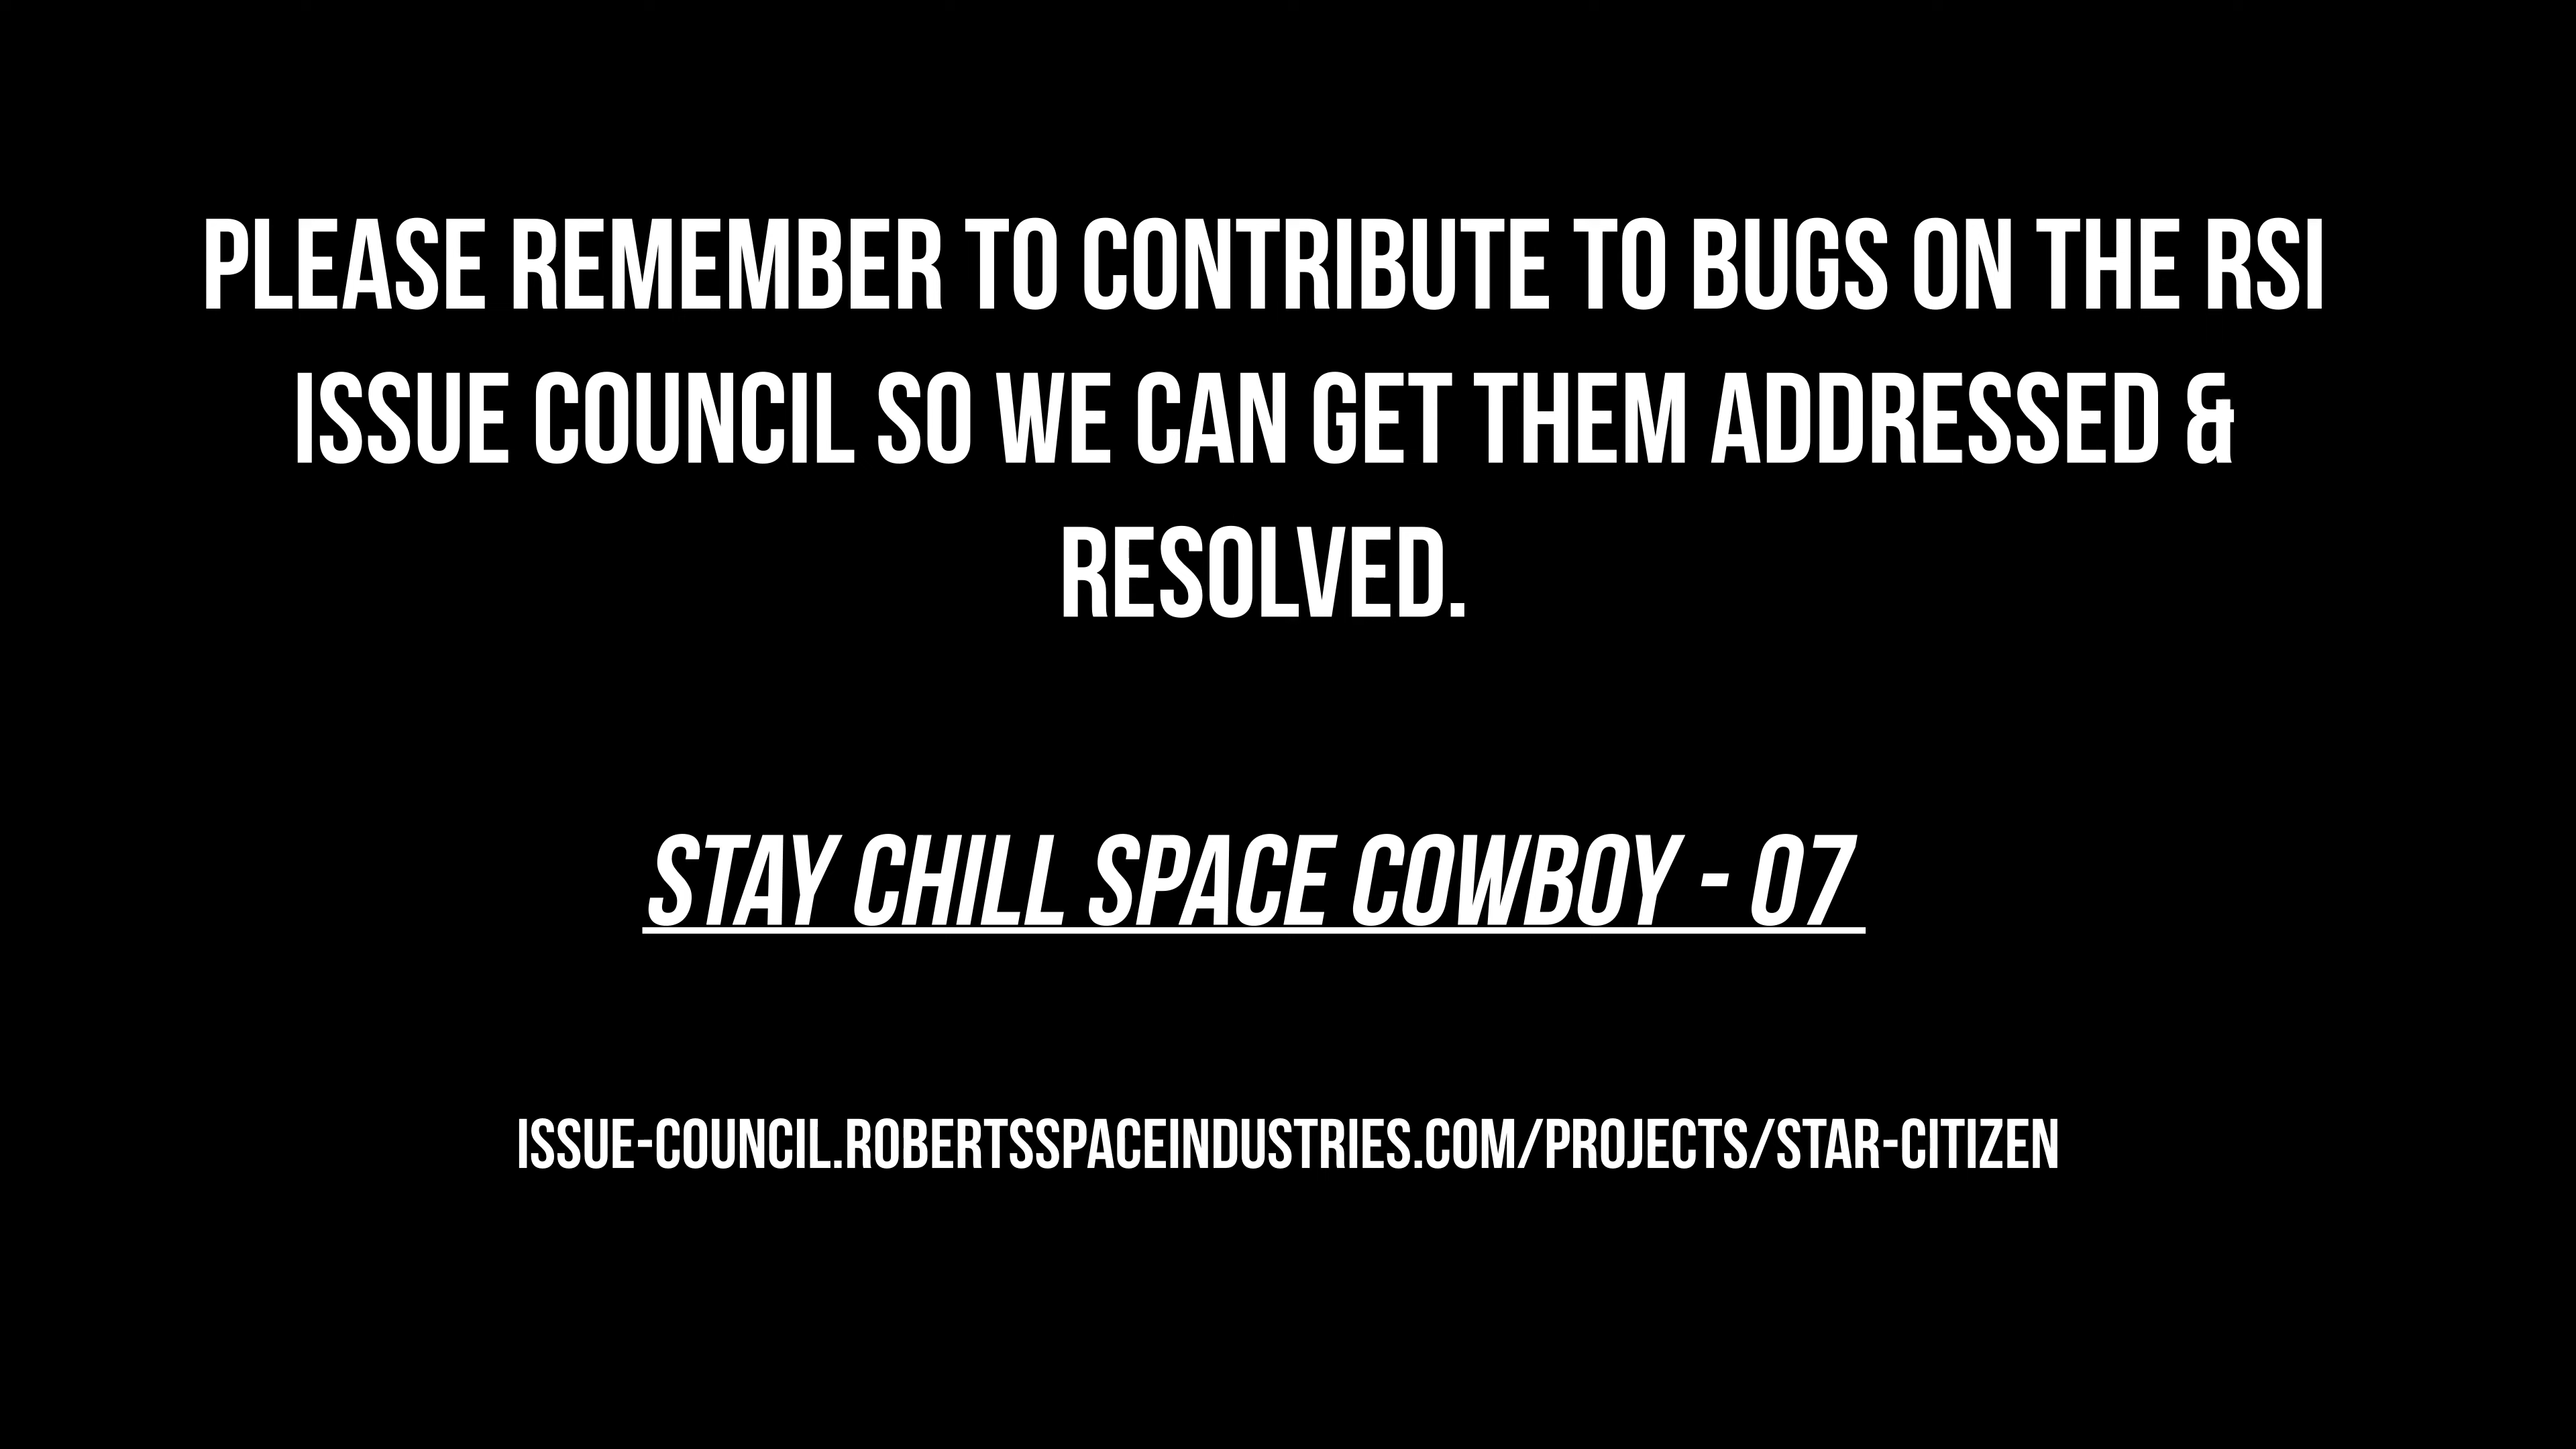 PLEASE REMEMBER TO CONTRIBUTE TO BUGS ON THE RSI
ISSUE COUNCIL SO WE CAN GET THEM ADDRESSED &
RESOLVED.
STAY CHILL SPACE COWBOY - O7
ISSUE-COUNCIL.ROBERTSSPACEINDUSTRIES.COM/PROJECTS/STAR-CITIZEN